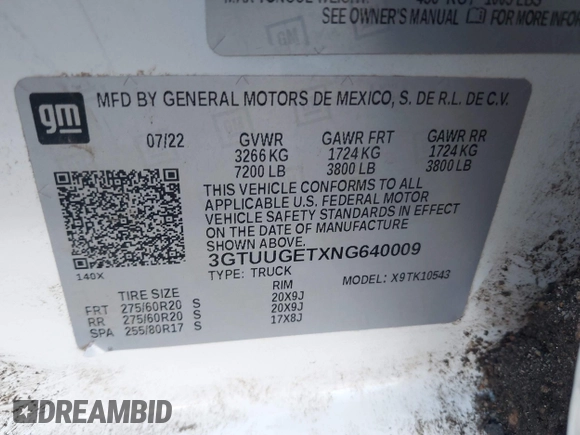 SEE OWNER'S MANUAL FOR MORE INFOR
gm
MFD BY GENERAL MOTORS DE MEXICO, S. DE R.L. DE C.V.
07/22 GVWR GAWR FRT GAWR RR
3266 KG 1724 KG 1724 KG
7200 LB 3800 LB 3800 LB
THIS VEHICLE CONFORMS TO ALL
APPLICABLE U.S. FEDERAL MOTOR
VEHICLE SAFETY STANDARDS IN EFFECT
ON THE DATE OF MANUFACTURE
SHOWN ABOVE.
140X
3GTUUGETXNG640009
TYPE: TRUCK MODEL: X9TK10543
TIRE SIZE RIM
FRT 275/60R20 S 20X9J
RR 275/60R20 S 20X9J
SPA 255/80R17 S 17X8J
DREAMBID